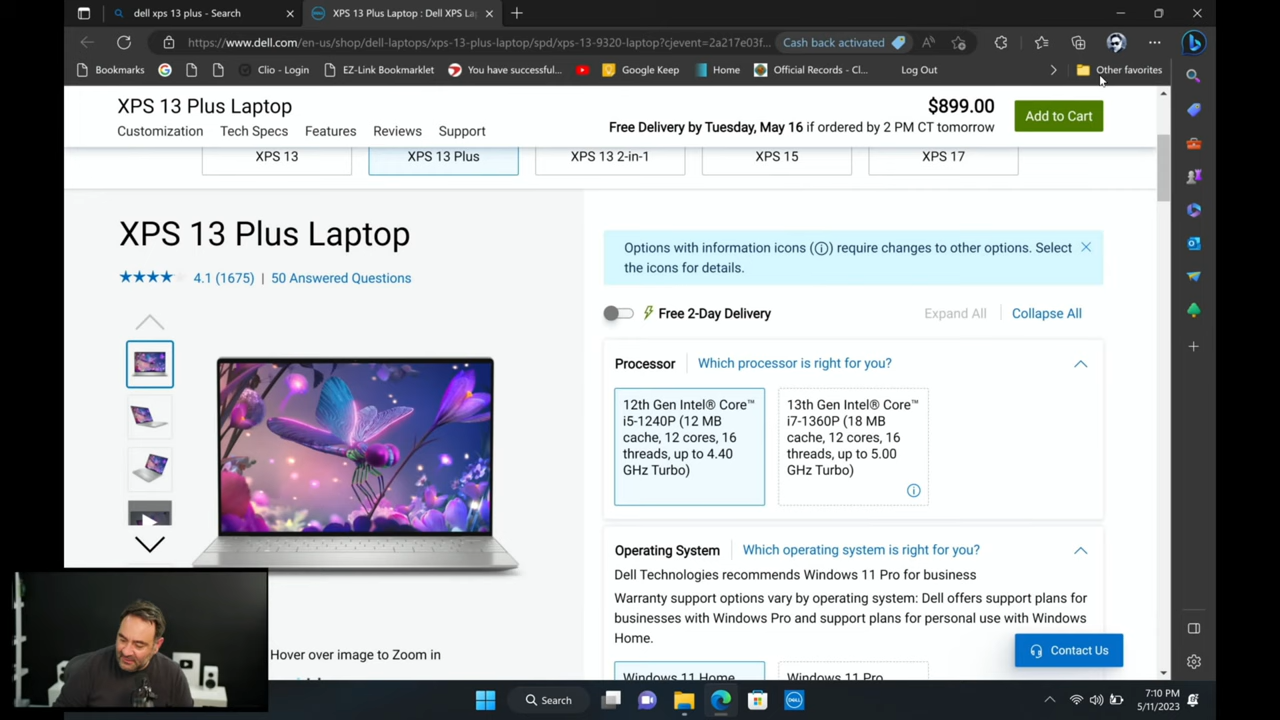 dell xps 13 plus - Search
XPS 13 Plus Laptop : Dell XPS La
https://www.dell.com/en-us/shop/dell-laptops/xps-13-plus-laptop/spd/xps-13-9320-laptop?cjevent=2a217e03f...
Cash back activated
Bookmarks
Clio - Login
EZ-Link Bookmarklet
You have successful...
Google Keep
Home
Official Records - Cl...
Log Out
Other favorites
XPS 13 Plus Laptop
$899.00
Add to Cart
Customization
Tech Specs
Features
Reviews
Support
Free Delivery by Tuesday, May 16 if ordered by 2 PM CT tomorrow
XPS 13
XPS 13 Plus
XPS 13 2-in-1
XPS 15
XPS 17
XPS 13 Plus Laptop
4.1 (1675) | 50 Answered Questions
Hover over image to Zoom in
Options with information icons (ⓘ) require changes to other options. Select
the icons for details.
Free 2-Day Delivery
Expand All
Collapse All
Processor
Which processor is right for you?
12th Gen Intel® Core™
i5-1240P (12 MB
cache, 12 cores, 16
threads, up to 4.40
GHz Turbo)
13th Gen Intel® Core™
i7-1360P (18 MB
cache, 12 cores, 16
threads, up to 5.00
GHz Turbo)
Operating System
Which operating system is right for you?
Dell Technologies recommends Windows 11 Pro for business
Warranty support options vary by operating system: Dell offers support plans for
businesses with Windows Pro and support plans for personal use with Windows
Home.
Windows 11 Home
Windows 11 Pro
Contact Us
Search
DELL
7:10 PM
5/11/2023